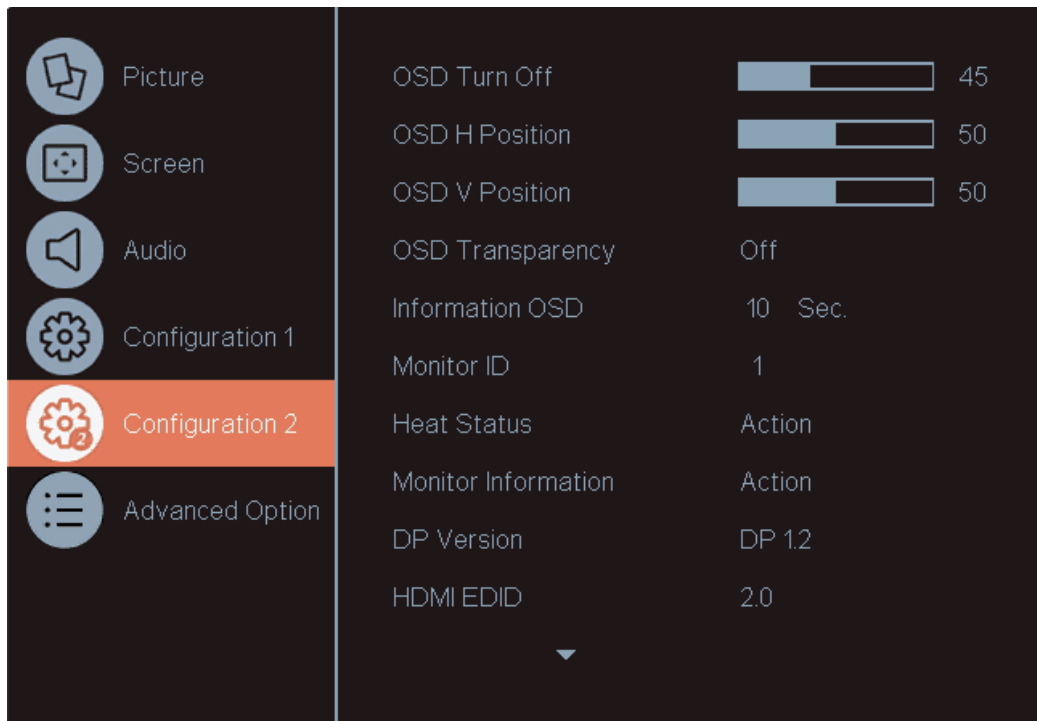 Picture
Screen
Audio
Configuration 1
2
Configuration 2
Advanced Option
OSD Turn Off 45
OSD H Position 50
OSD V Position 50
OSD Transparency Off
Information OSD 10 Sec.
Monitor ID 1
Heat Status Action
Monitor Information Action
DP Version DP 1.2
HDMI EDID 2.0